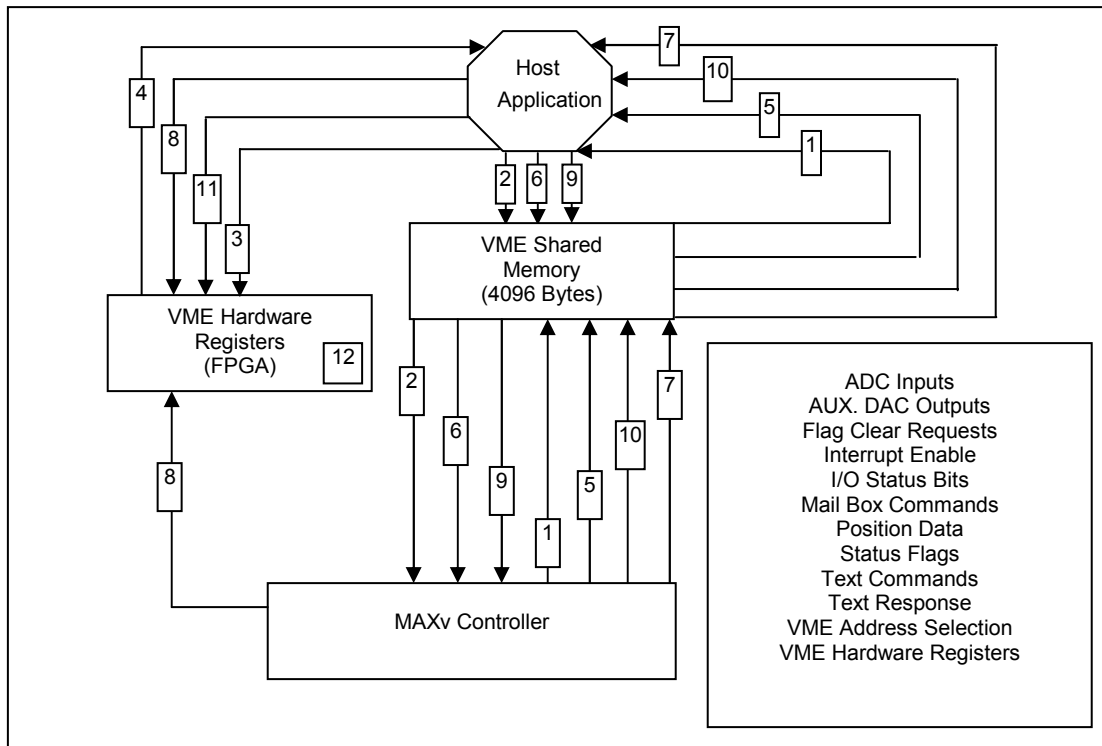 7
Host
Application
10
4
5
8
1
2
6
9
11
3
VME Shared
Memory
(4096 Bytes)
VME Hardware
Registers
(FPGA)
12
2
7
6
10
8
9
5
1
MAXv Controller
ADC Inputs
AUX. DAC Outputs
Flag Clear Requests
Interrupt Enable
I/O Status Bits
Mail Box Commands
Position Data
Status Flags
Text Commands
Text Response
VME Address Selection
VME Hardware Registers